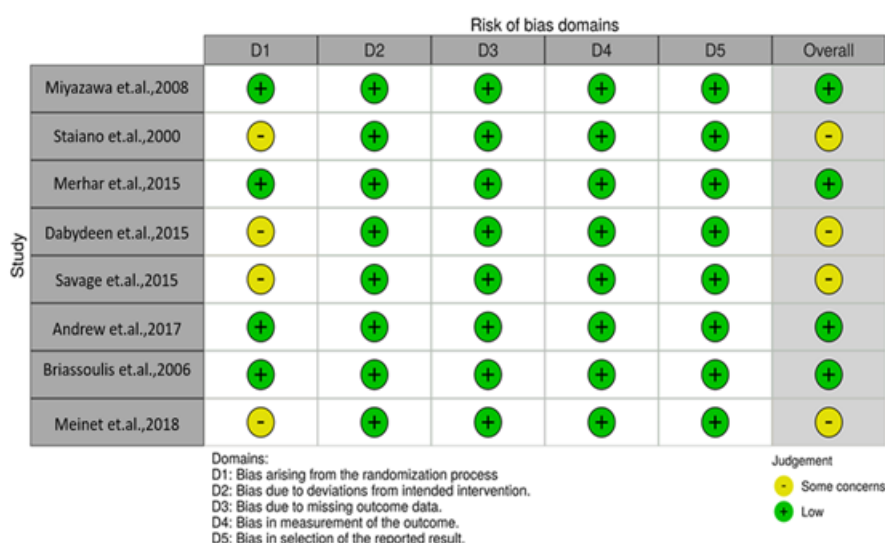 Risk of bias domains
D1 D2 D3 D4 D5 Overall
Study
Miyazawa et.al.,2008 + + + + + +
Staiano et.al.,2000 - + + + + -
Merhar et.al.,2015 + + + + + +
Dabydeen et.al.,2015 - + + + + -
Savage et.al.,2015 - + + + + -
Andrew et.al.,2017 + + + + + +
Briassoulis et.al.,2006 + + + + + +
Meinet et.al.,2018 - + + + + -
Domains:
D1: Bias arising from the randomization process
D2: Bias due to deviations from intended intervention.
D3: Bias due to missing outcome data.
D4: Bias in measurement of the outcome.
D5: Bias in selection of the reported result.
Judgement
- Some concerns
+ Low